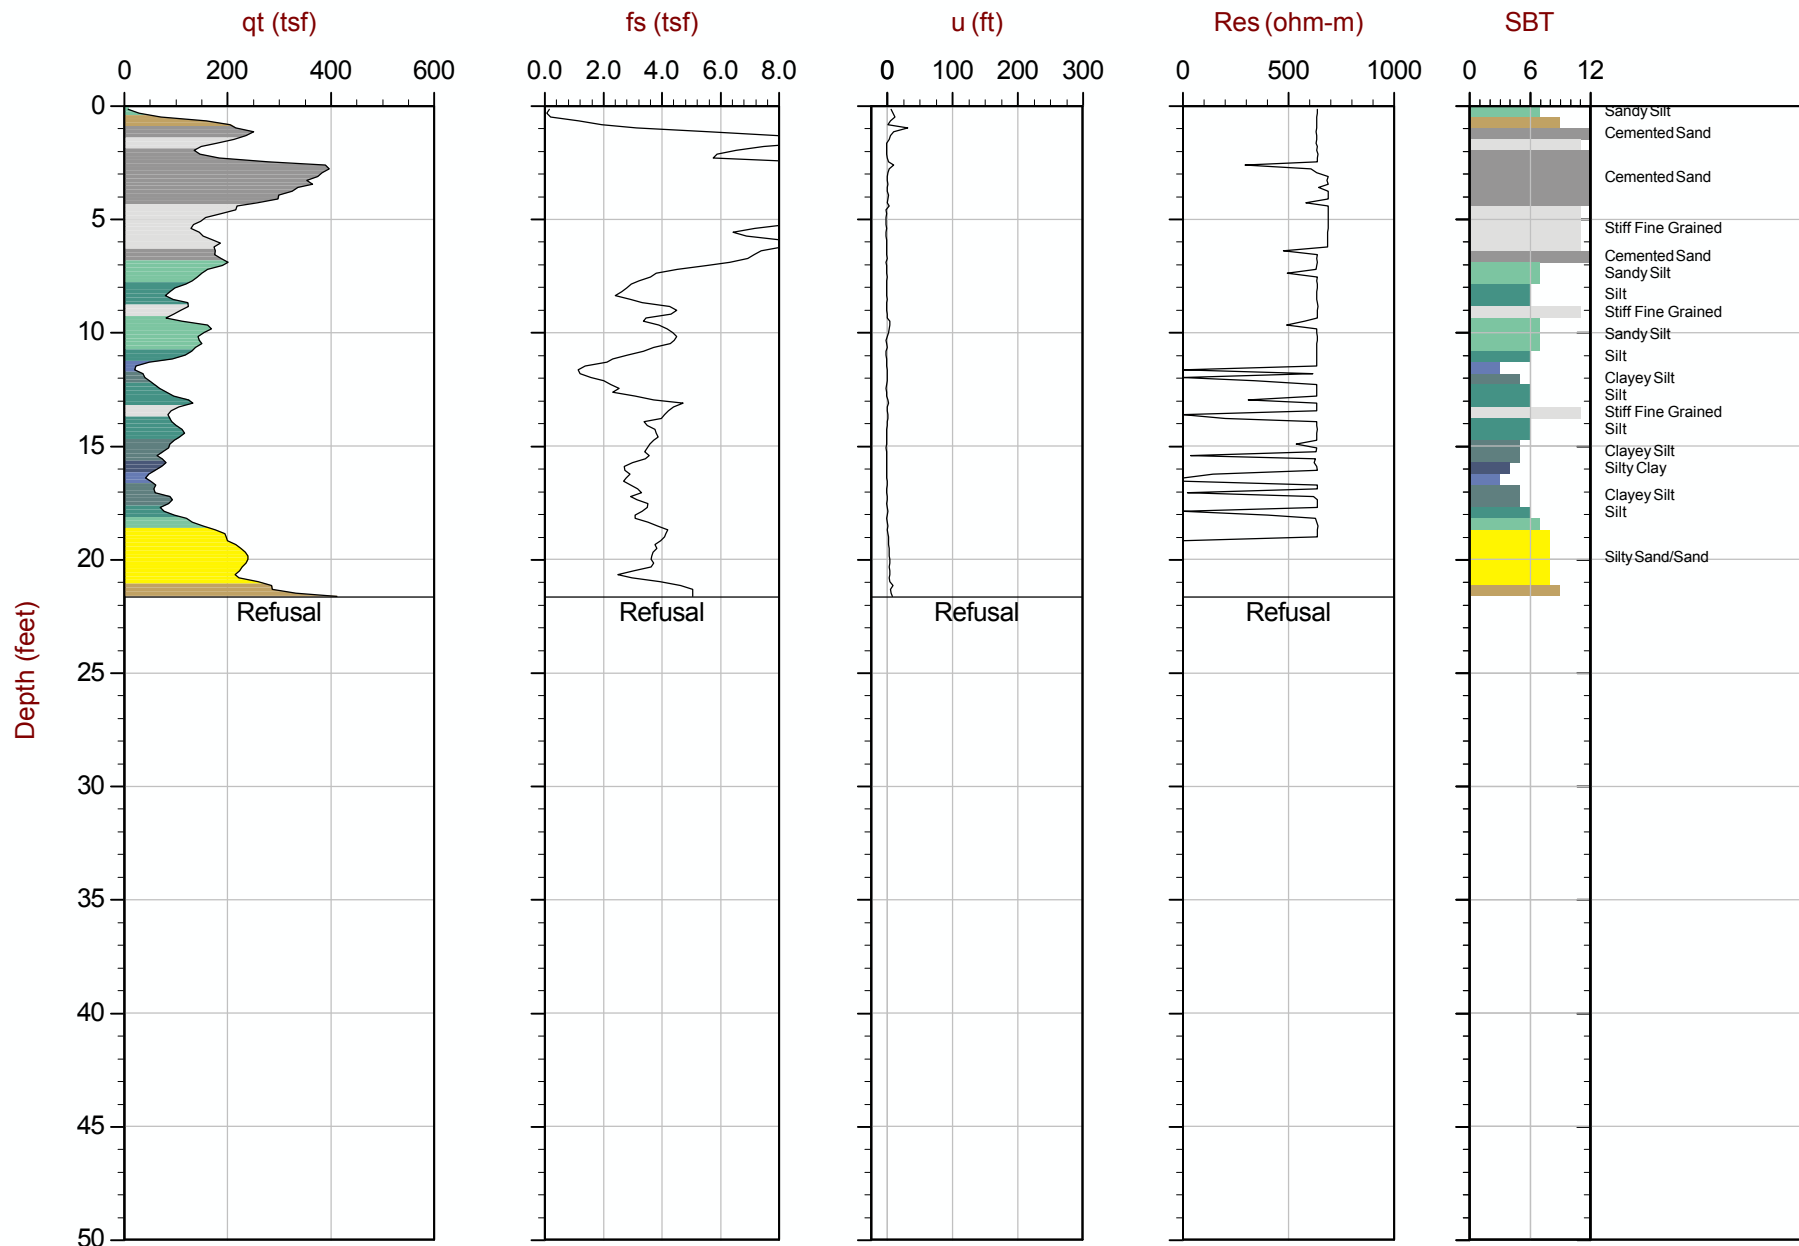 qt (tsf) fs (tsf) u (ft) Res (ohm-m) SBT
0 200 400 600 0.0 2.0 4.0 6.0 8.0 0 100 200 300 0 500 1000 0 6 12
0
Sandy Silt
Cemented Sand
Cemented Sand
5
Stiff Fine Grained
Cemented Sand
Sandy Silt
Silt
Stiff Fine Grained
10
Sandy Silt
Silt
Clayey Silt
Silt
Stiff Fine Grained
Silt
15
Clayey Silt
Silty Clay
Clayey Silt
Silt
20
Silty Sand/Sand
Refusal Refusal Refusal Refusal
Depth (feet)
25
30
35
40
45
50